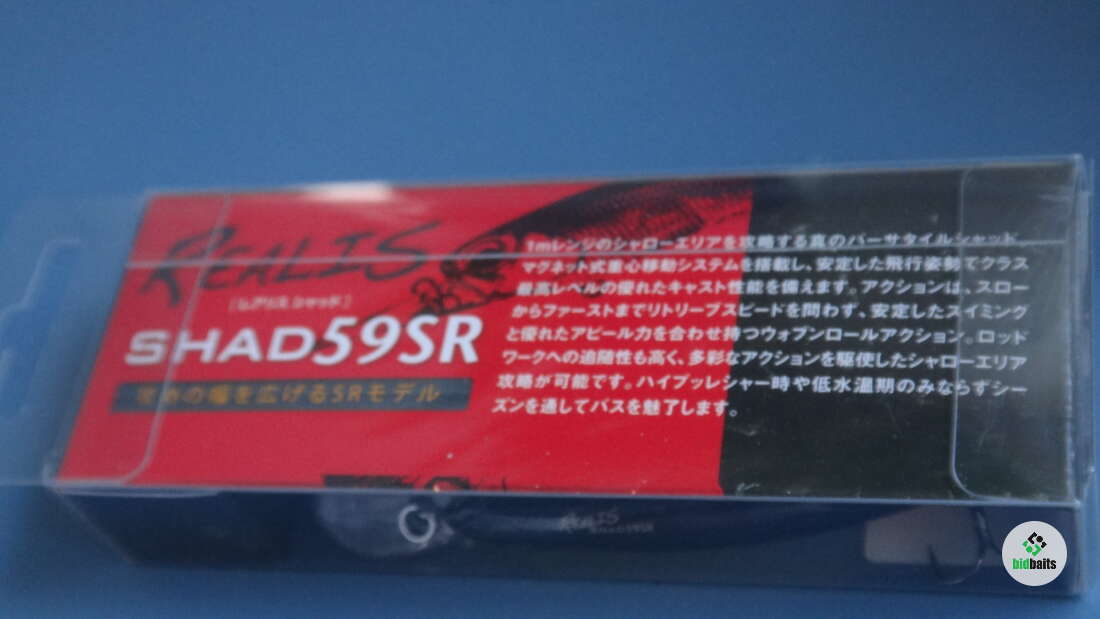 REALIS
[レアリス シャッド]
SHAD59SR
攻めの幅を広げるSRモデル
1mレンジのシャローエリアを攻略する真のバーサタイルシャッド。
マグネット式重心移動システムを搭載し、安定した飛行姿勢でクラス
最高レベルの優れたキャスト性能を備えます。アクションは、スロー
からファーストまでリトリーブスピードを問わず、安定したスイミング
と優れたアピール力を合わせ持つウォブンロールアクション。ロッド
ワークへの追随性も高く、多彩なアクションを駆使したシャローエリア
攻略が可能です。ハイプッレシャー時や低水温期のみならずシー
ズンを通してバスを魅了します。
REALIS
bidbaits